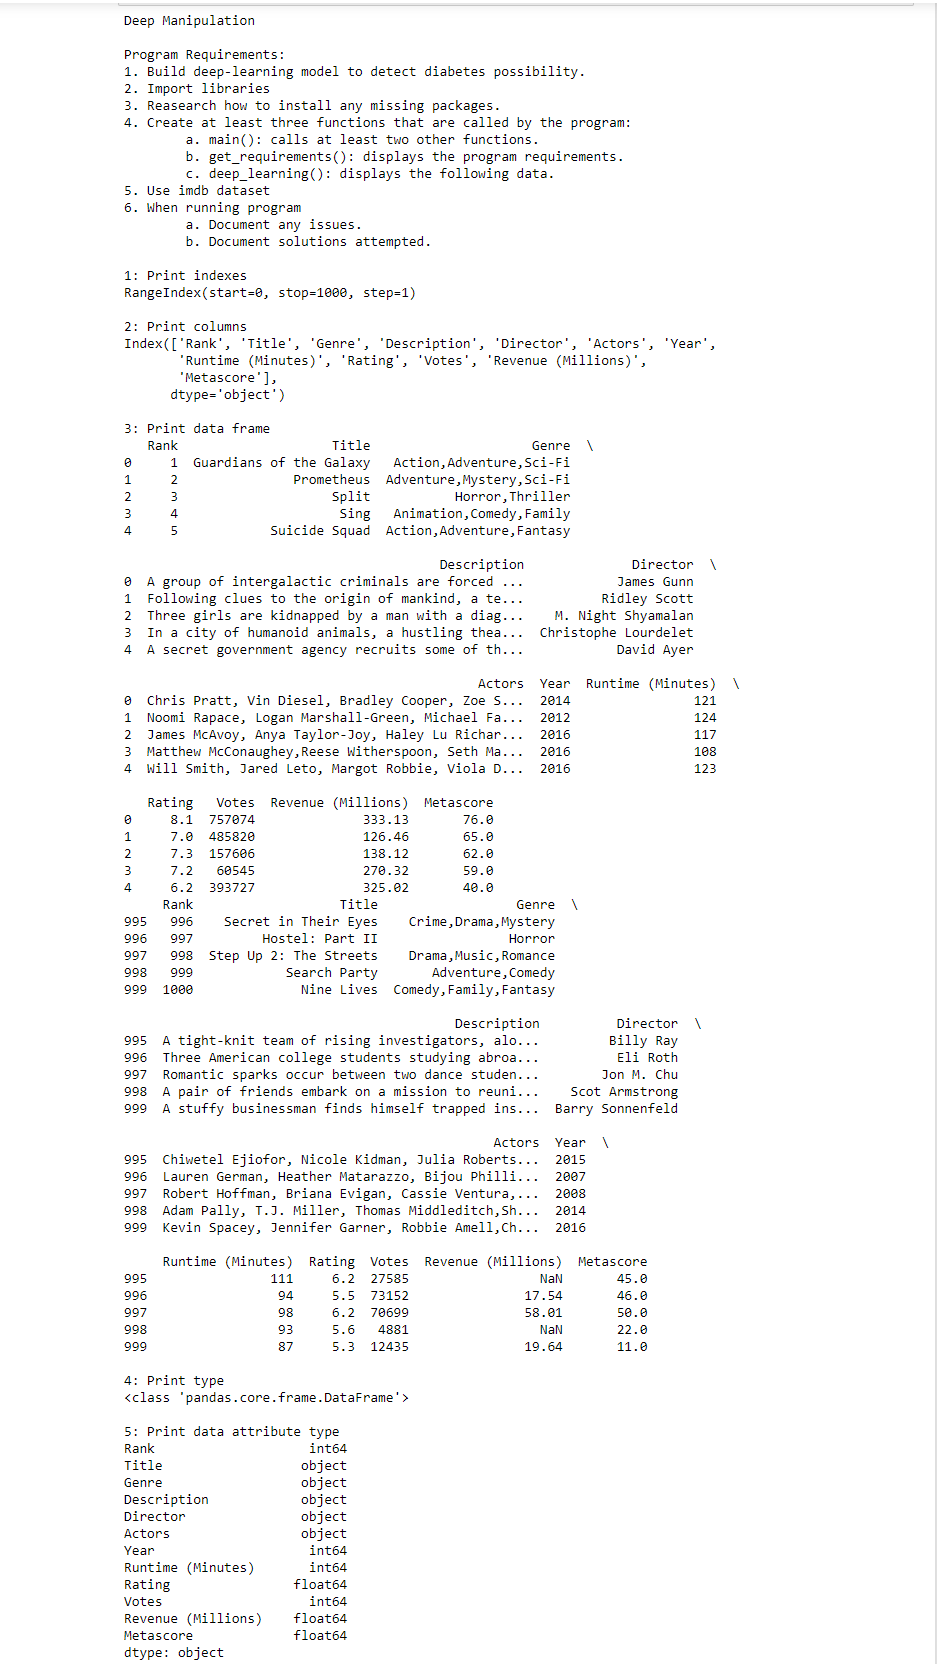 Deep Manipulation
Program Requirements:
1. Build deep-learning model to detect diabetes possibility.
2. Import libraries
3. Reasearch how to install any missing packages.
4. Create at least three functions that are called by the program:
        a. main(): calls at least two other functions.
        b. get_requirements(): displays the program requirements.
        c. deep_learning(): displays the following data.
5. Use imdb dataset
6. When running program
        a. Document any issues.
        b. Document solutions attempted.
1: Print indexes
RangeIndex(start=0, stop=1000, step=1)
2: Print columns
Index(['Rank', 'Title', 'Genre', 'Description', 'Director', 'Actors', 'Year',
       'Runtime (Minutes)', 'Rating', 'Votes', 'Revenue (Millions)',
       'Metascore'],
      dtype='object')
3: Print data frame
   Rank                    Title                     Genre  \
0     1  Guardians of the Galaxy   Action,Adventure,Sci-Fi
1     2               Prometheus  Adventure,Mystery,Sci-Fi
2     3                    Split           Horror,Thriller
3     4                     Sing   Animation,Comedy,Family
4     5            Suicide Squad  Action,Adventure,Fantasy
                                         Description              Director  \
0  A group of intergalactic criminals are forced ...            James Gunn
1  Following clues to the origin of mankind, a te...          Ridley Scott
2  Three girls are kidnapped by a man with a diag...    M. Night Shyamalan
3  In a city of humanoid animals, a hustling thea...  Christophe Lourdelet
4  A secret government agency recruits some of th...            David Ayer
                                              Actors  Year  Runtime (Minutes)  \
0  Chris Pratt, Vin Diesel, Bradley Cooper, Zoe S...  2014                121
1  Noomi Rapace, Logan Marshall-Green, Michael Fa...  2012                124
2  James McAvoy, Anya Taylor-Joy, Haley Lu Richar...  2016                117
3  Matthew McConaughey,Reese Witherspoon, Seth Ma...  2016                108
4  Will Smith, Jared Leto, Margot Robbie, Viola D...  2016                123
   Rating   Votes  Revenue (Millions)  Metascore
0     8.1  757074              333.13       76.0
1     7.0  485820              126.46       65.0
2     7.3  157606              138.12       62.0
3     7.2   60545              270.32       59.0
4     6.2  393727              325.02       40.0
     Rank                   Title                  Genre  \
995   996    Secret in Their Eyes    Crime,Drama,Mystery
996   997         Hostel: Part II                 Horror
997   998  Step Up 2: The Streets    Drama,Music,Romance
998   999            Search Party       Adventure,Comedy
999  1000              Nine Lives  Comedy,Family,Fantasy
                                           Description          Director  \
995  A tight-knit team of rising investigators, alo...         Billy Ray
996  Three American college students studying abroa...          Eli Roth
997  Romantic sparks occur between two dance studen...        Jon M. Chu
998  A pair of friends embark on a mission to reuni...    Scot Armstrong
999  A stuffy businessman finds himself trapped ins...  Barry Sonnenfeld
                                                Actors  Year  \
995  Chiwetel Ejiofor, Nicole Kidman, Julia Roberts...  2015
996  Lauren German, Heather Matarazzo, Bijou Philli...  2007
997  Robert Hoffman, Briana Evigan, Cassie Ventura,...  2008
998  Adam Pally, T.J. Miller, Thomas Middleditch,Sh...  2014
999  Kevin Spacey, Jennifer Garner, Robbie Amell,Ch...  2016
     Runtime (Minutes)  Rating  Votes  Revenue (Millions)  Metascore
995                111     6.2  27585                 NaN       45.0
996                 94     5.5  73152               17.54       46.0
997                 98     6.2  70699               58.01       50.0
998                 93     5.6   4881                 NaN       22.0
999                 87     5.3  12435               19.64       11.0
4: Print type
<class 'pandas.core.frame.DataFrame'>
5: Print data attribute type
Rank                    int64
Title                  object
Genre                  object
Description            object
Director               object
Actors                 object
Year                    int64
Runtime (Minutes)       int64
Rating                float64
Votes                   int64
Revenue (Millions)    float64
Metascore             float64
dtype: object